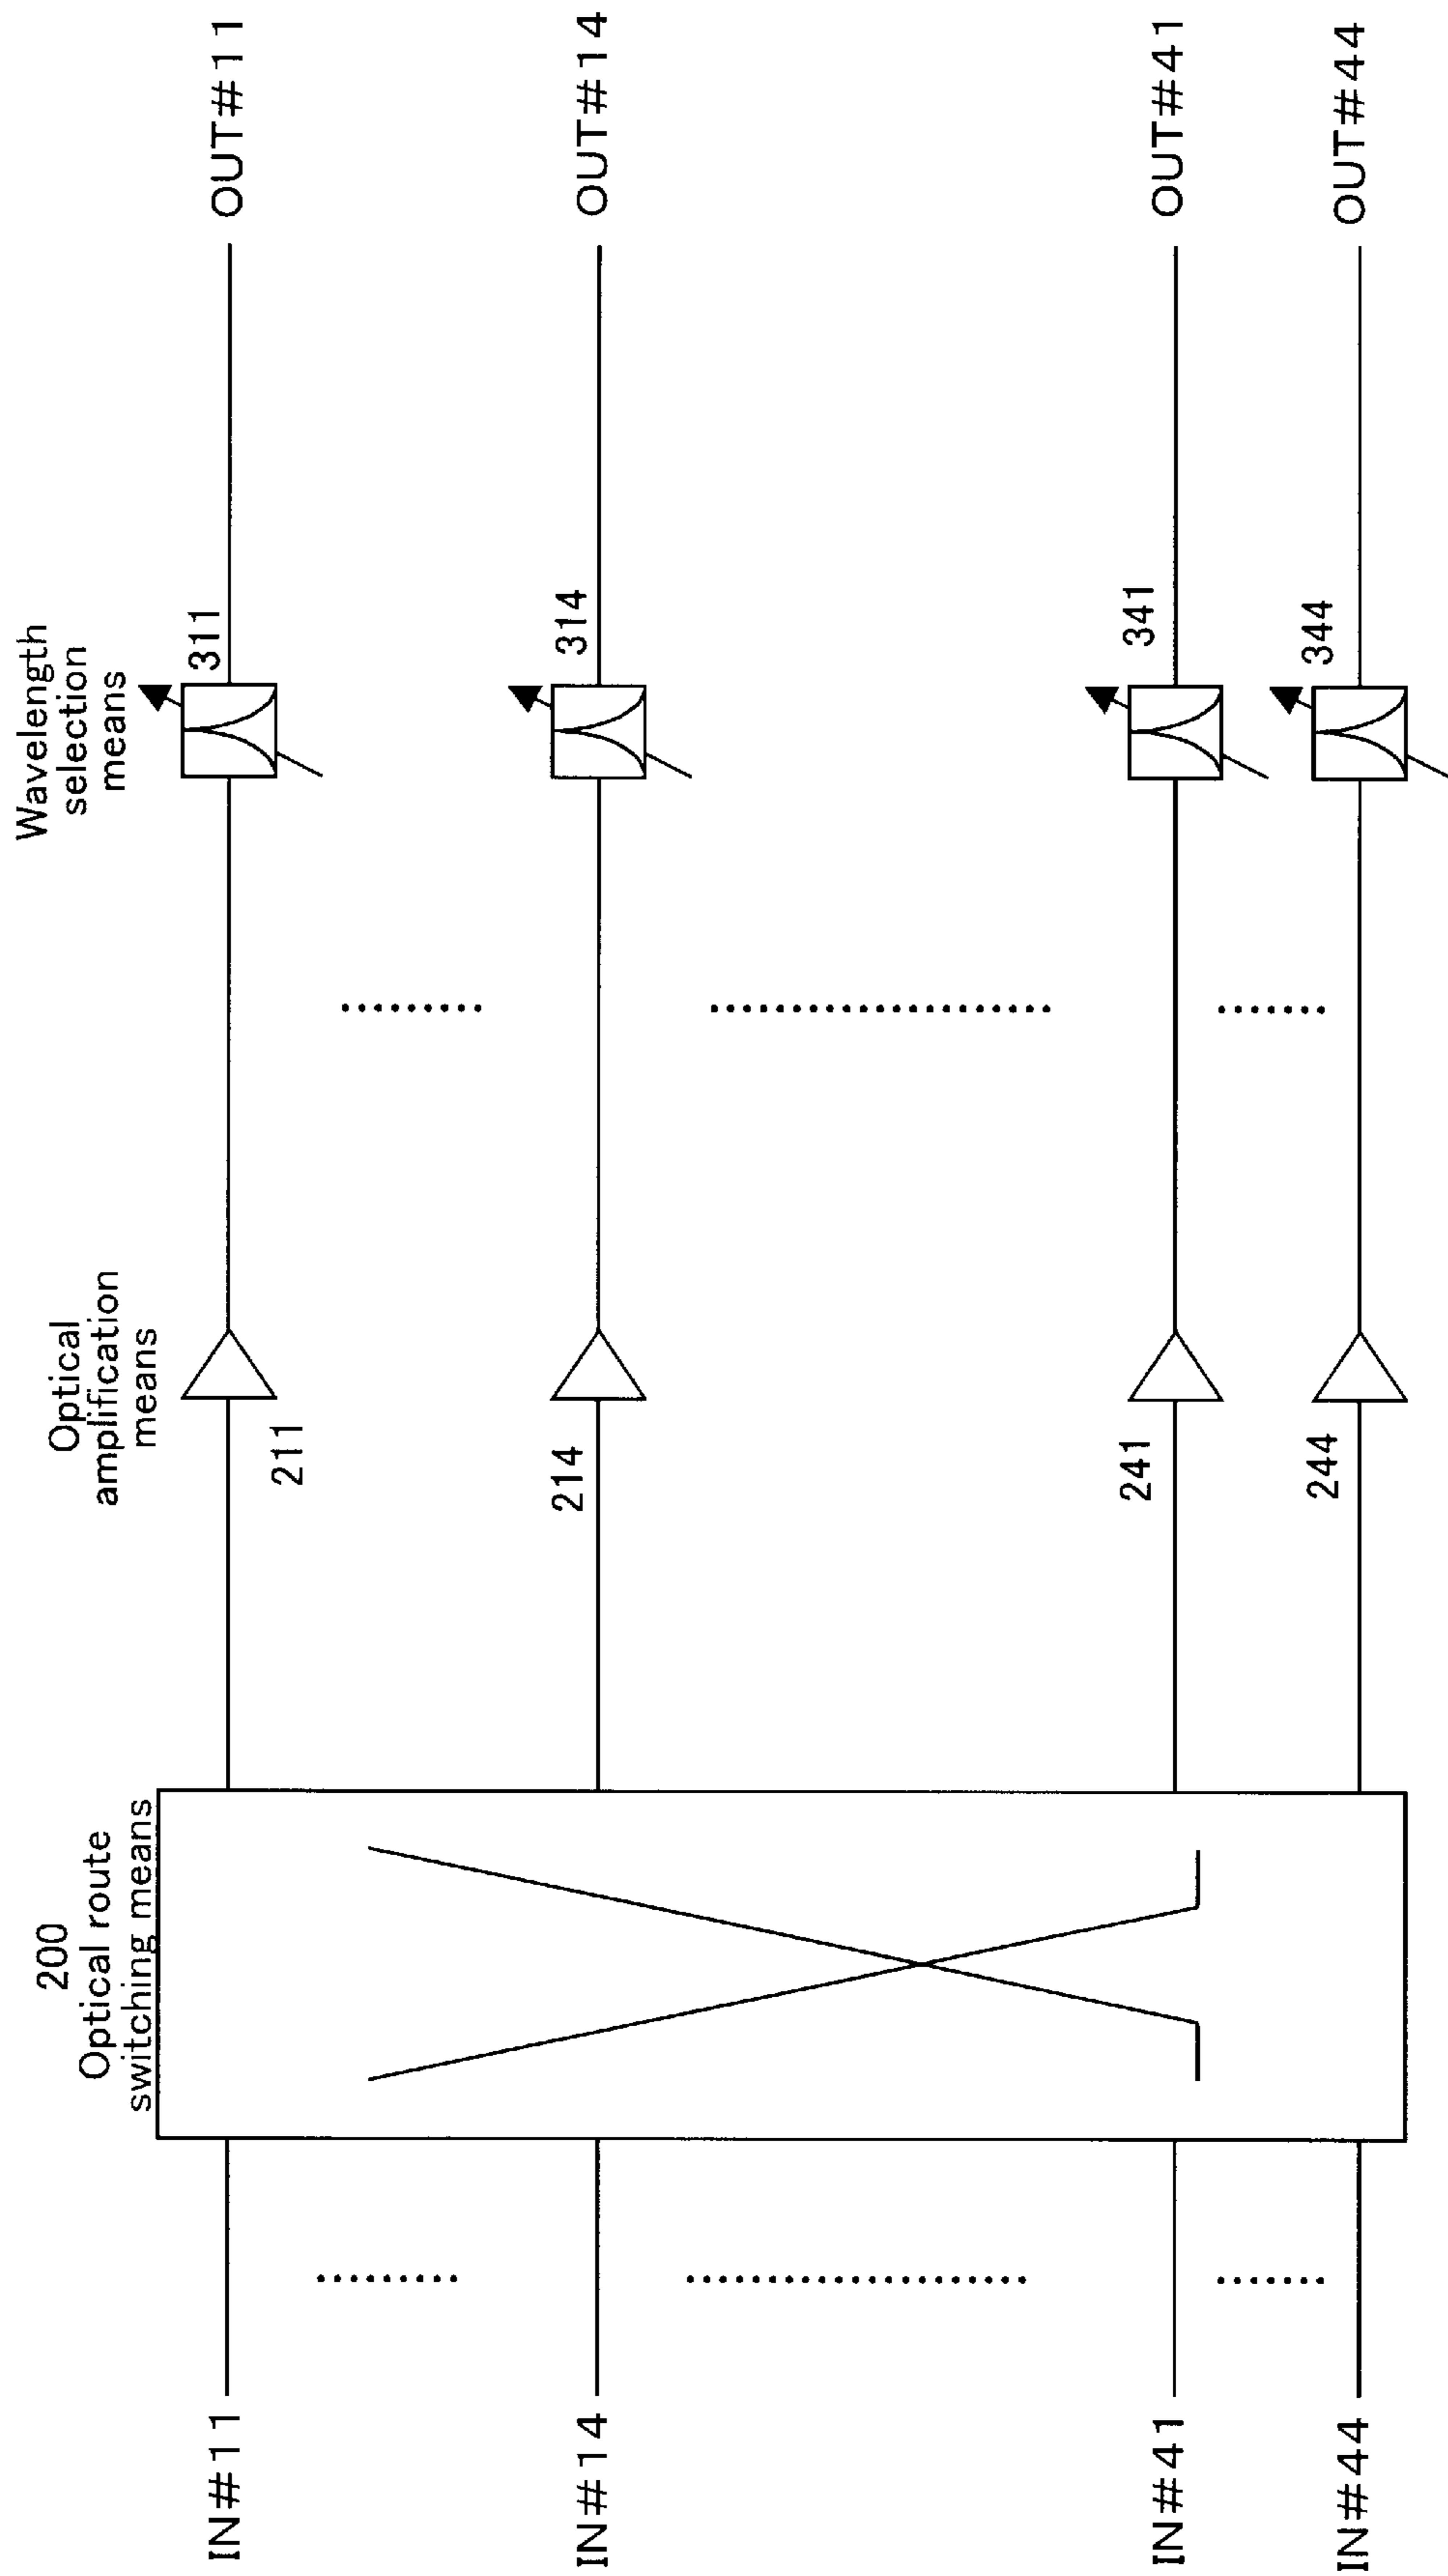 200
Optical route
switching means
Optical
amplification
means
Wavelength
selection
means
IN#11
211
311
OUT#11
IN#14
214
314
OUT#14
IN#41
241
341
OUT#41
IN#44
244
344
OUT#44